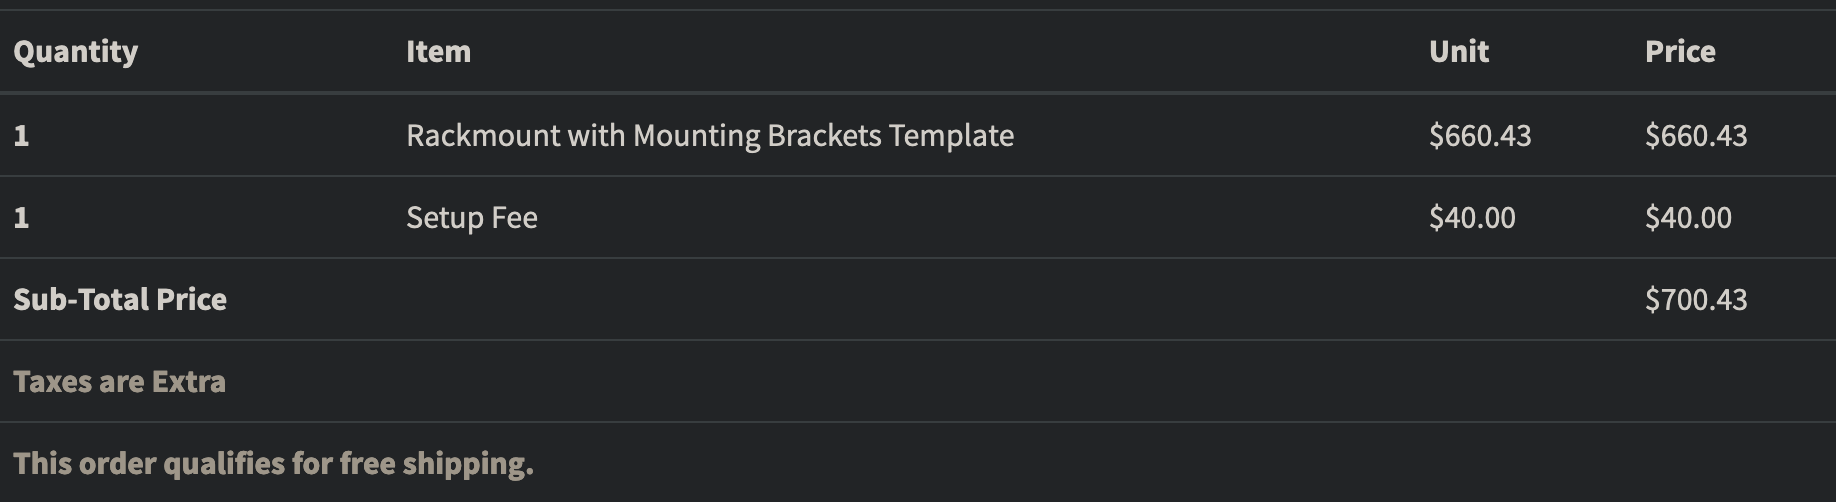 Quantity Item Unit Price
1 Rackmount with Mounting Brackets Template $660.43 $660.43
1 Setup Fee $40.00 $40.00
Sub-Total Price $700.43
Taxes are Extra
This order qualifies for free shipping.